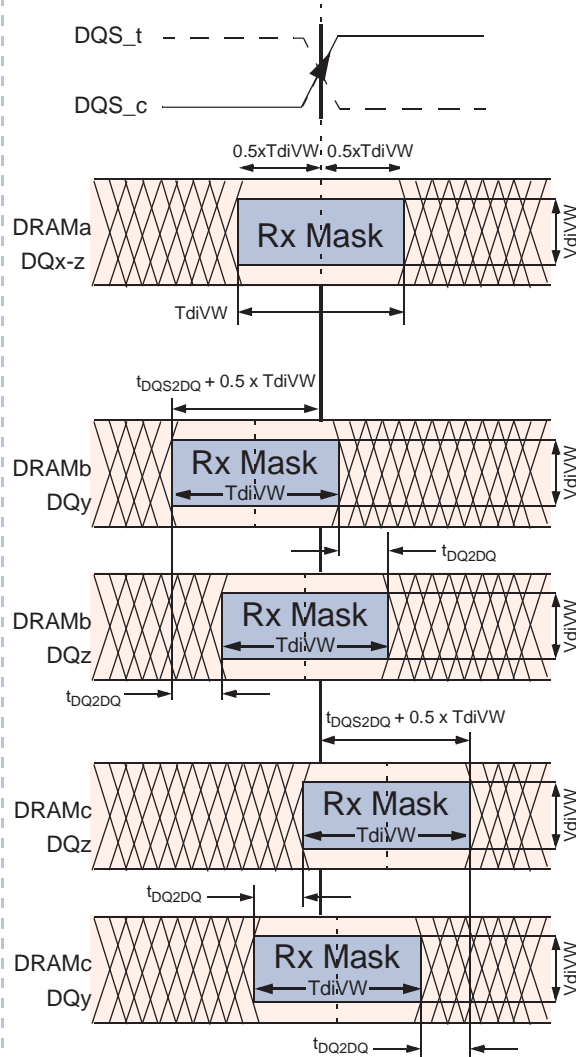 DQS_t
DQS_c
0.5xTdiVW 0.5xTdiVW
DRAMa
DQx-z
Rx Mask
VdiVW
TdiVW
tDQS2DQ + 0.5 x TdiVW
DRAMb
DQy
Rx Mask
TdiVW
VdiVW
tDQ2DQ
DRAMb
DQz
Rx Mask
TdiVW
VdiVW
tDQ2DQ
tDQS2DQ + 0.5 x TdiVW
DRAMc
DQz
Rx Mask
TdiVW
VdiVW
tDQ2DQ
DRAMc
DQy
Rx Mask
TdiVW
VdiVW
tDQ2DQ